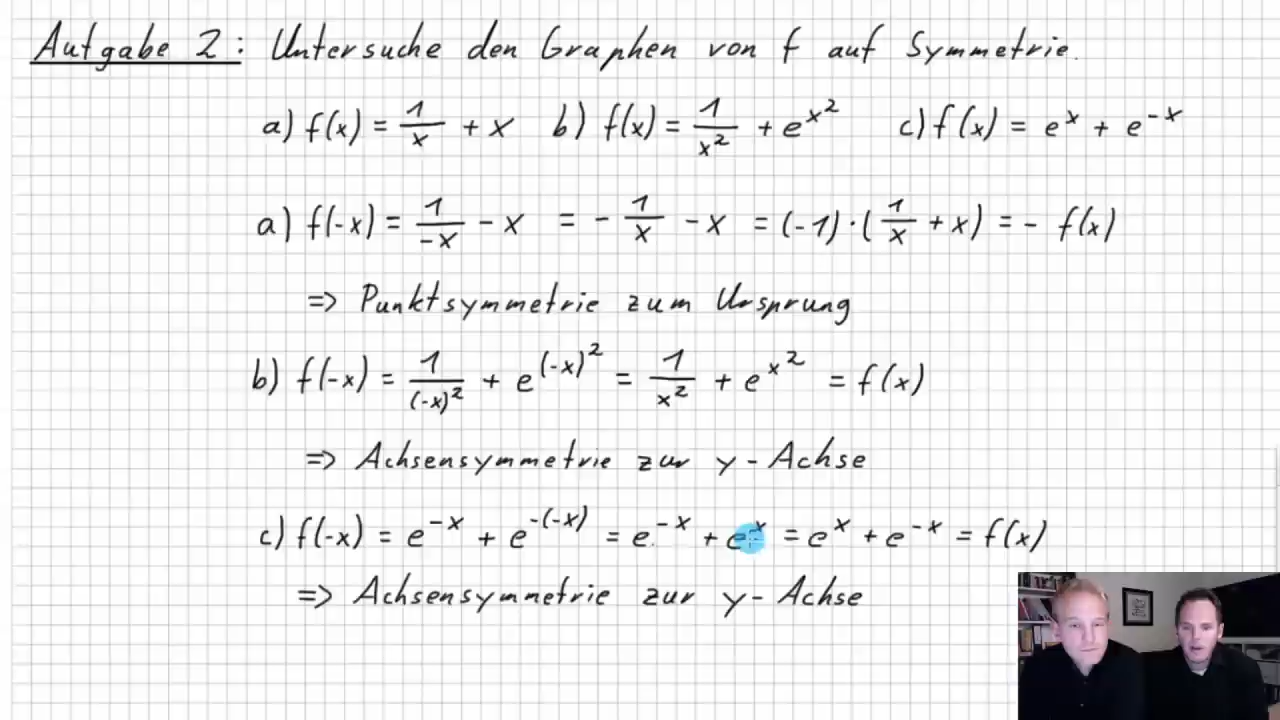 Aufgabe 2: Untersuche den Graphen von f auf Symmetrie.
a) f(x) = 1/x + x b) f(x) = 1/x² + e^(x²) c) f(x) = e^x + e^(-x)
a) f(-x) = 1/(-x) - x = - 1/x - x = (-1)·(1/x + x) = - f(x)
=> Punktsymmetrie zum Ursprung
b) f(-x) = 1/(-x)² + e^((-x)²) = 1/x² + e^(x²) = f(x)
=> Achsensymmetrie zur y-Achse
c) f(-x) = e^(-x) + e^(-(-x)) = e^(-x) + e^x = e^x + e^(-x) = f(x)
=> Achsensymmetrie zur y-Achse